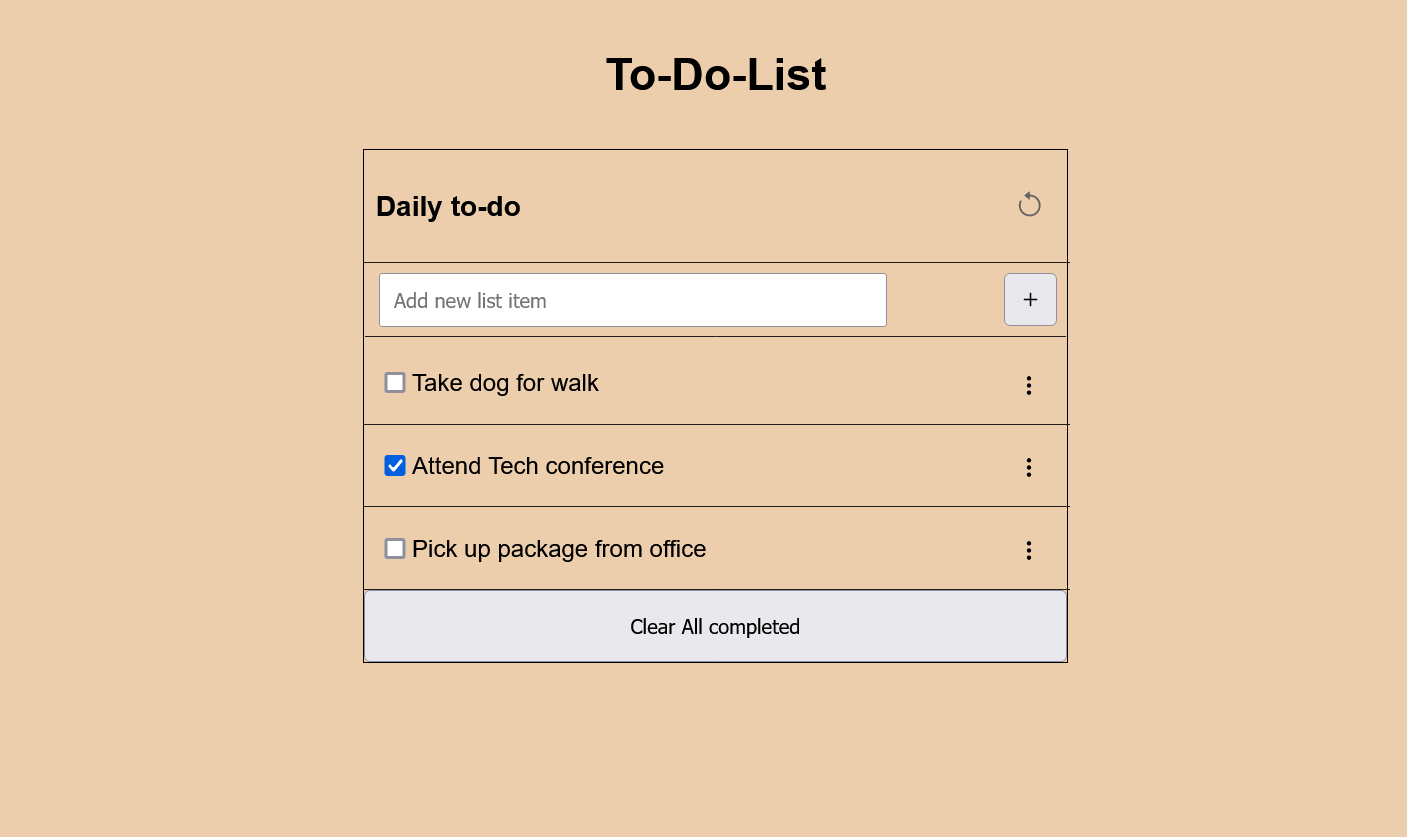 To-Do-List
Daily to-do
Add new list item
+
Take dog for walk
Attend Tech conference
Pick up package from office
Clear All completed